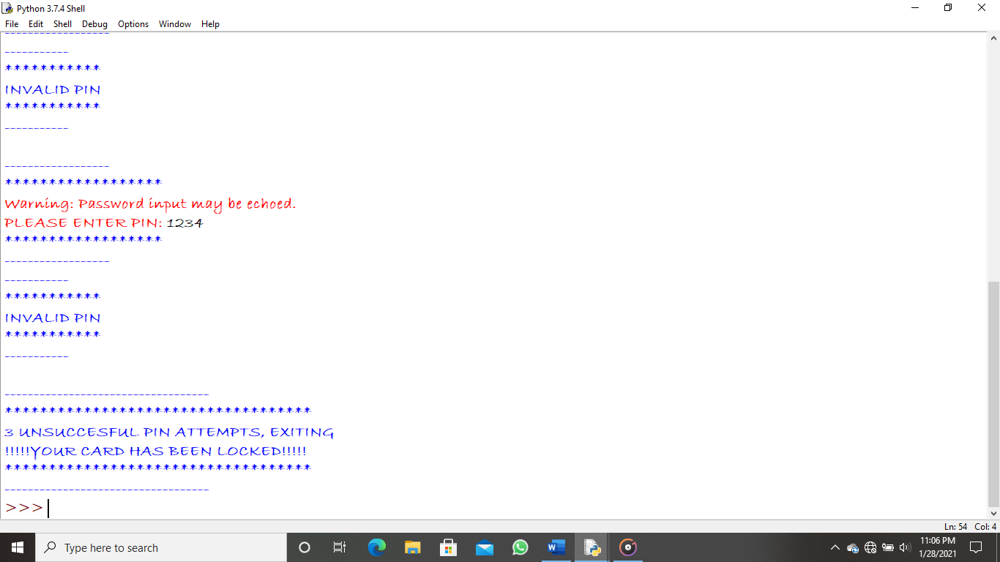 Python 3.7.4 Shell
File Edit Shell Debug Options Window Help
------------------
-----------
***********
INVALID PIN
***********
-----------
------------------
******************
Warning: Password input may be echoed.
PLEASE ENTER PIN: 1234
******************
------------------
-----------
***********
INVALID PIN
***********
-----------
-----------------------------------
***********************************
3 UNSUCCESFUL PIN ATTEMPTS, EXITING
!!!!!YOUR CARD HAS BEEN LOCKED!!!!!
***********************************
-----------------------------------
>>>
Ln: 54 Col: 4
Type here to search
11:06 PM
1/28/2021